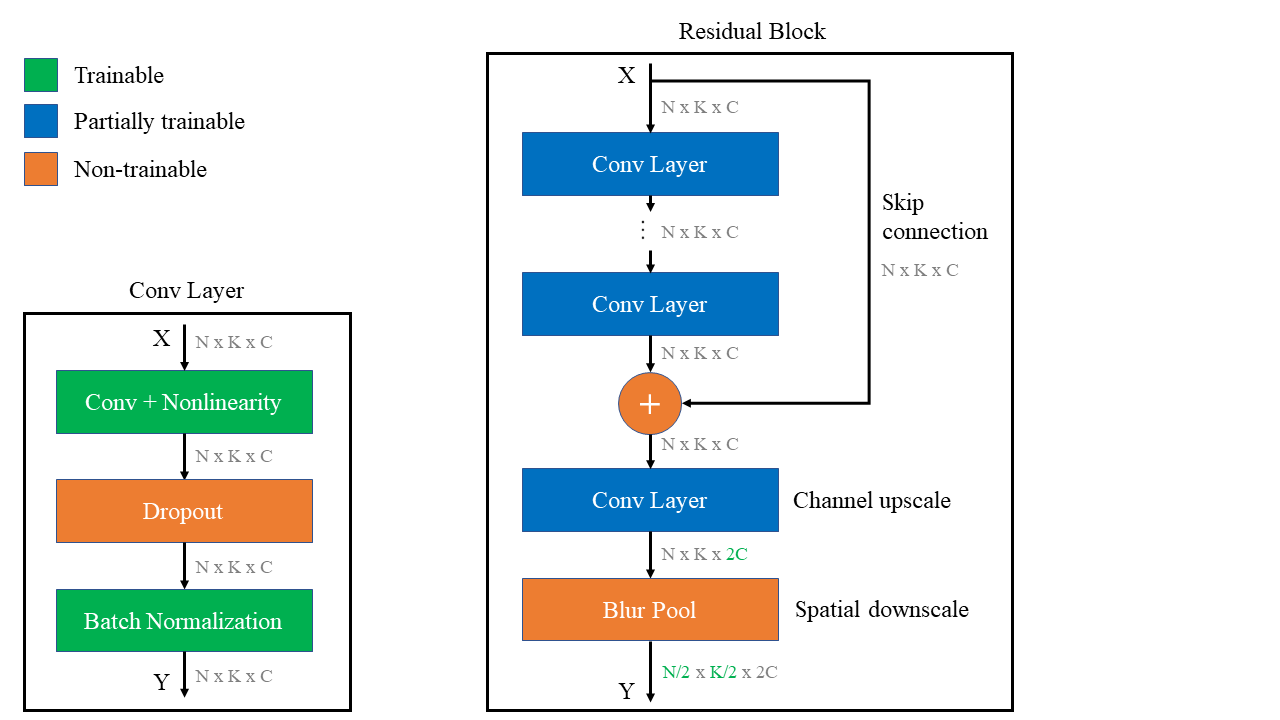 Trainable
Partially trainable
Non-trainable
Conv Layer
X
N x K x C
Conv + Nonlinearity
N x K x C
Dropout
N x K x C
Batch Normalization
Y
N x K x C
Residual Block
X
N x K x C
Conv Layer
⋮
N x K x C
Conv Layer
N x K x C
Skip
connection
N x K x C
+
N x K x C
Conv Layer
Channel upscale
N x K x 2C
Blur Pool
Spatial downscale
N/2 x K/2 x 2C
Y